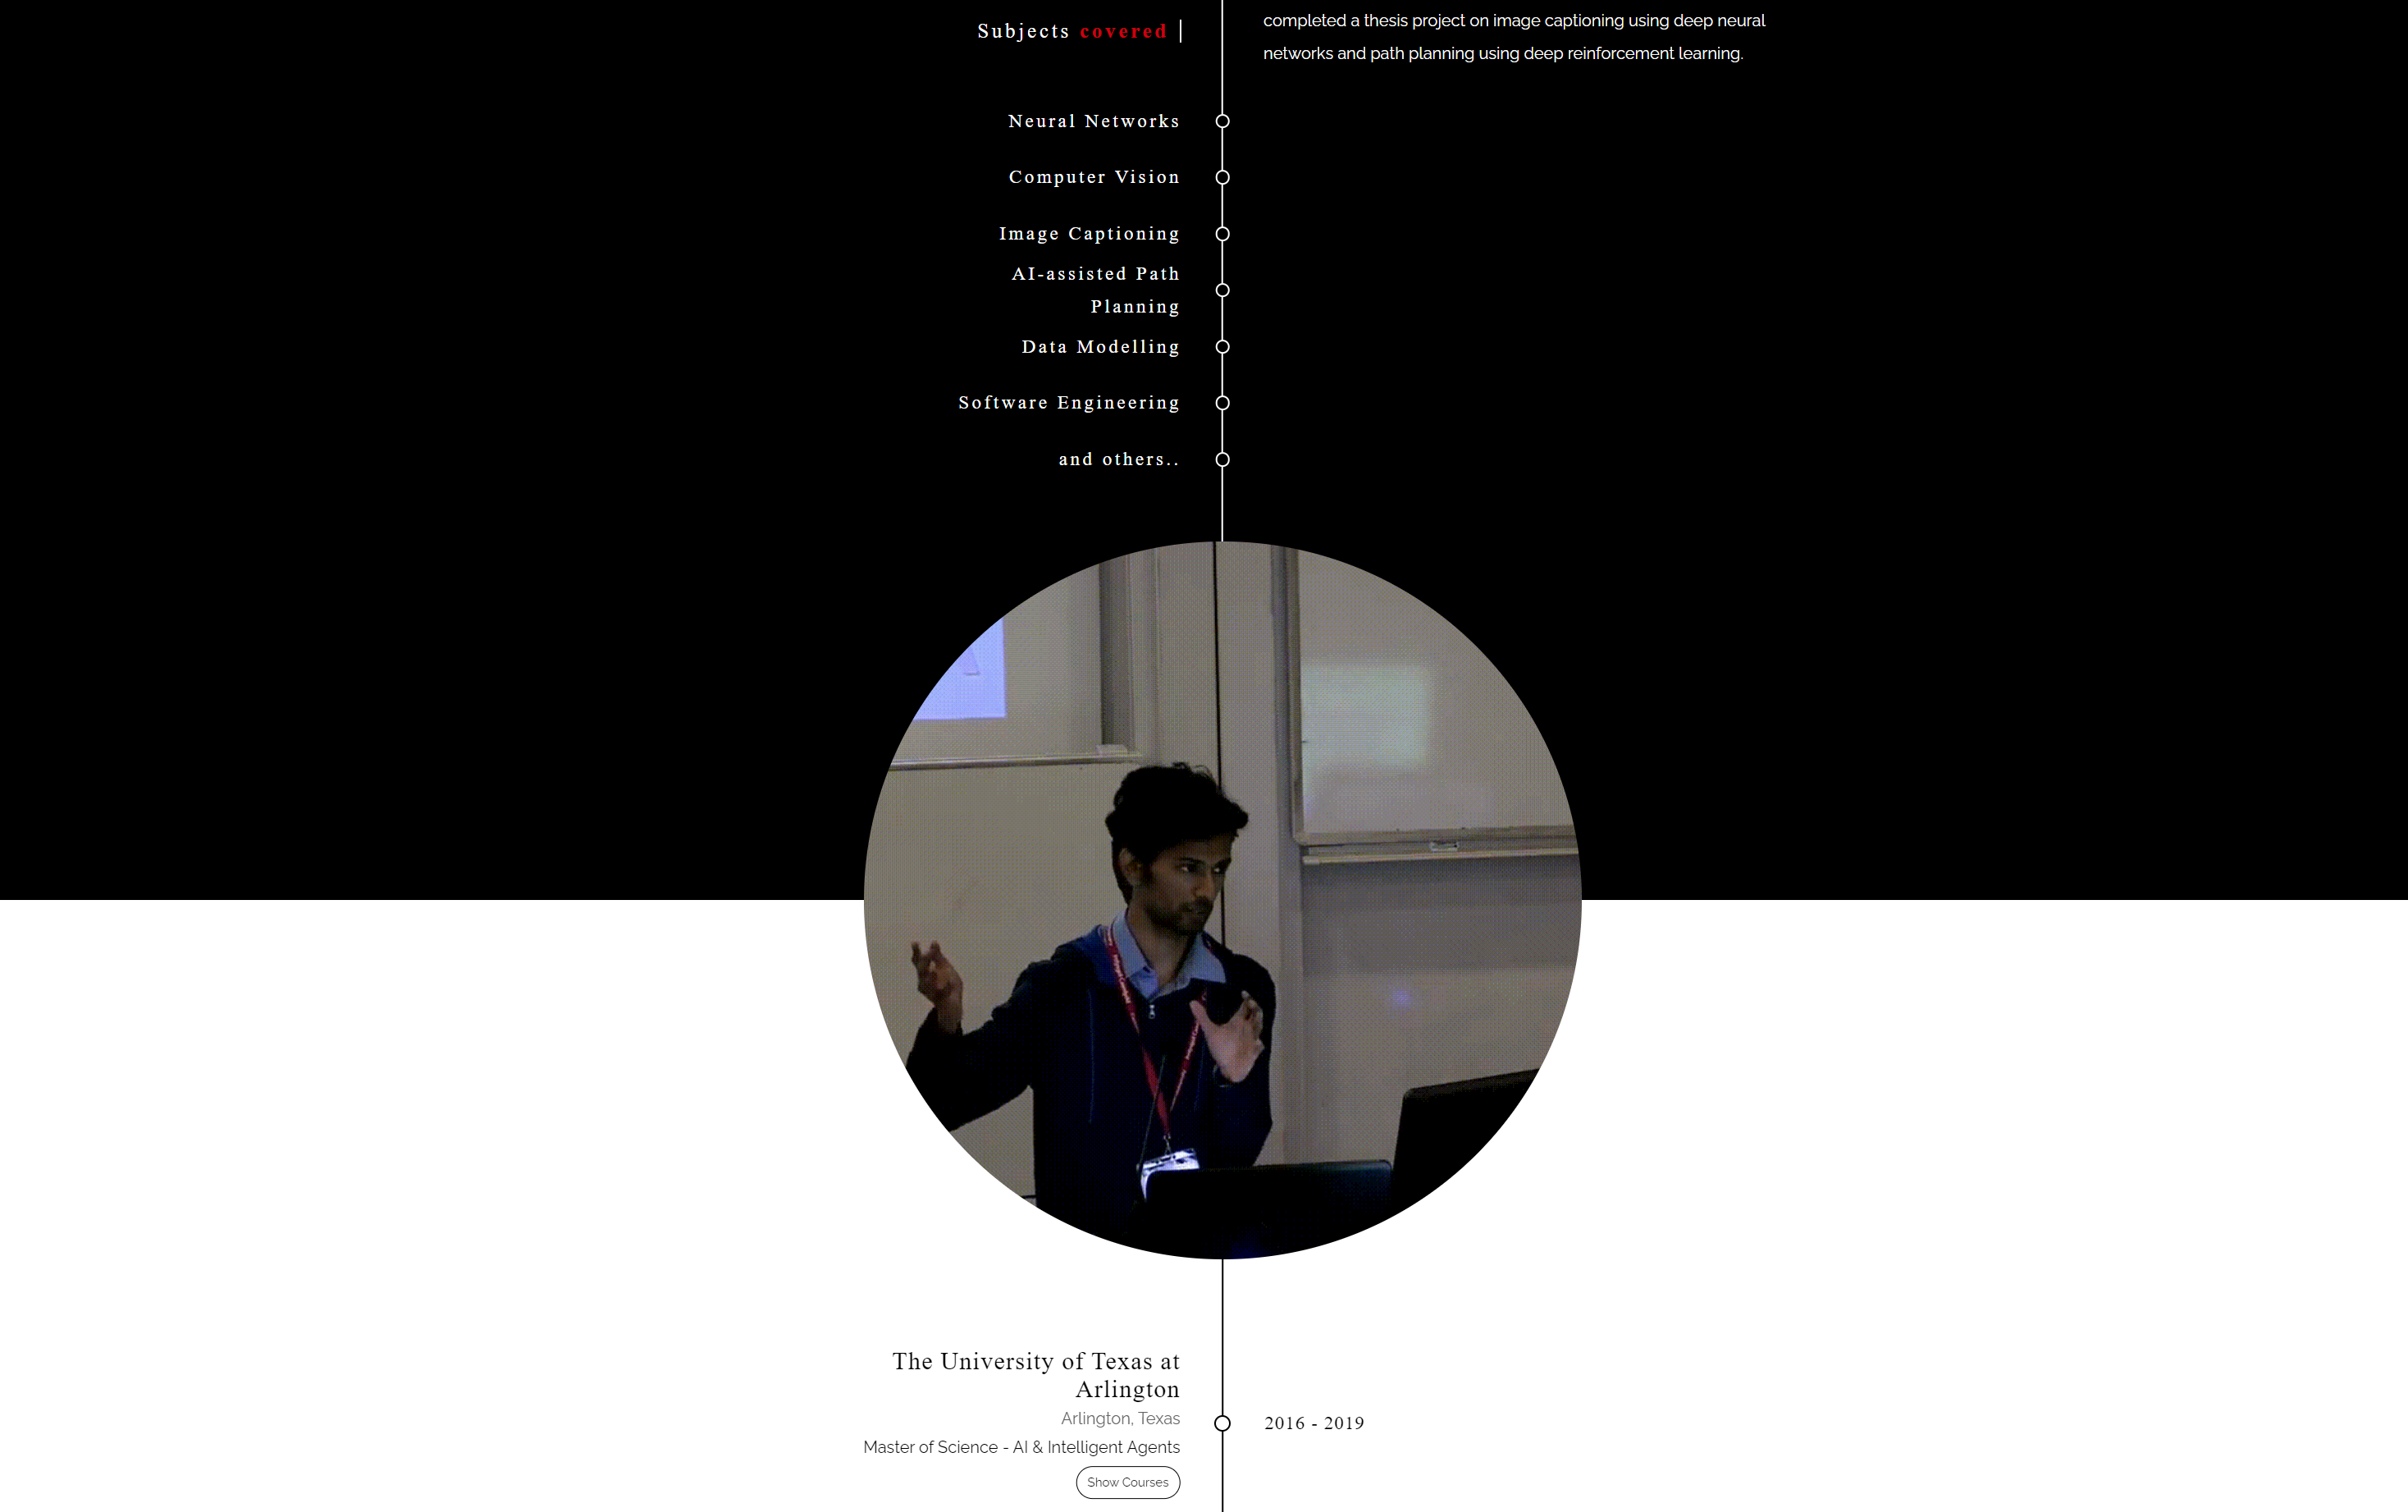 Subjects covered
completed a thesis project on image captioning using deep neural
networks and path planning using deep reinforcement learning.
Neural Networks
Computer Vision
Image Captioning
AI-assisted Path
Planning
Data Modelling
Software Engineering
and others..
The University of Texas at
Arlington
Arlington, Texas
2016 - 2019
Master of Science - AI & Intelligent Agents
Show Courses